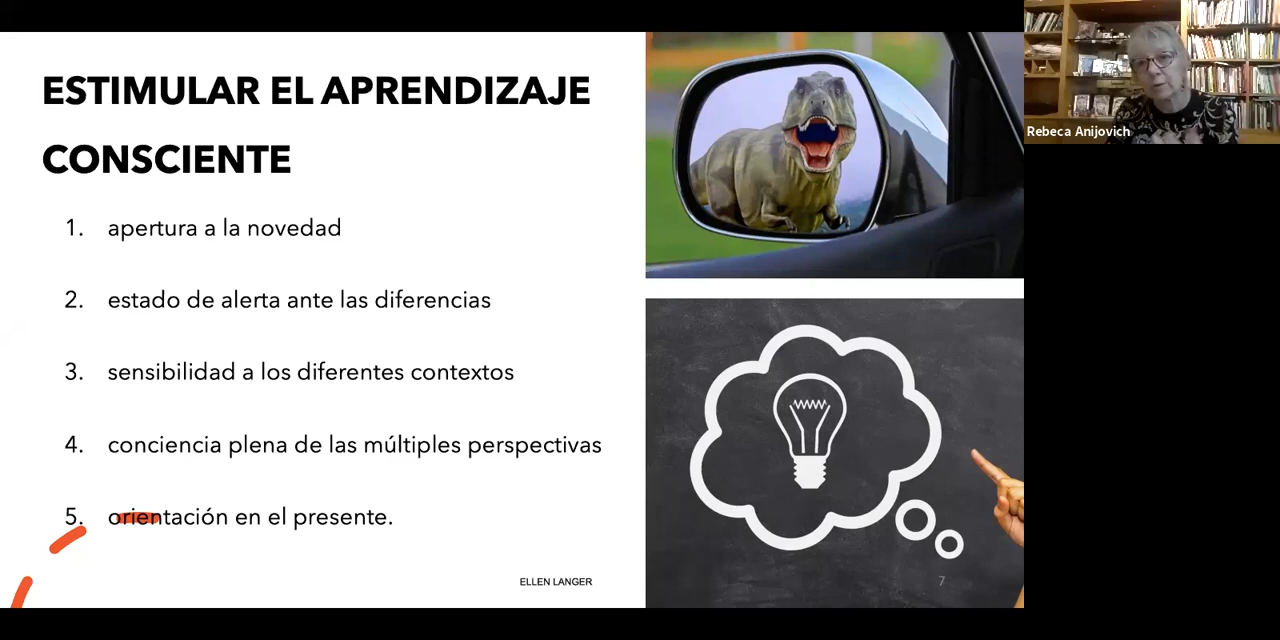 ESTIMULAR EL APRENDIZAJE
CONSCIENTE
1. apertura a la novedad
2. estado de alerta ante las diferencias
3. sensibilidad a los diferentes contextos
4. conciencia plena de las múltiples perspectivas
5. orientación en el presente.
ELLEN LANGER
7
Rebeca Anijovich